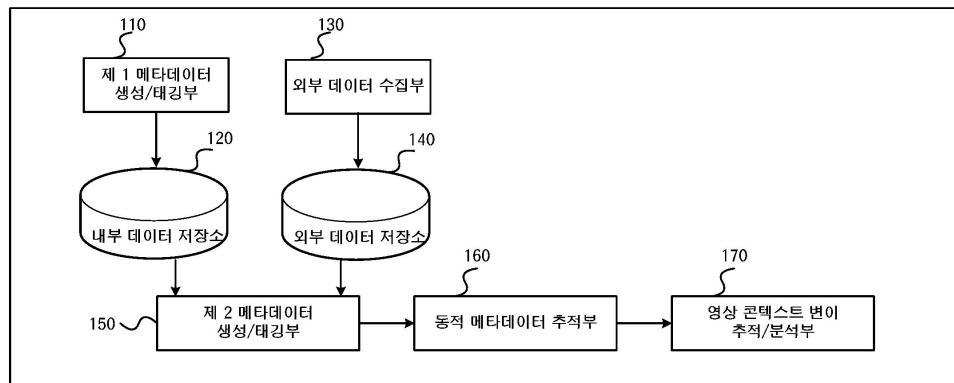 110
제 1 메타데이터
생성/태깅부
130
외부 데이터 수집부
120
내부 데이터 저장소
140
외부 데이터 저장소
150
제 2 메타데이터
생성/태깅부
160
동적 메타데이터 추적부
170
영상 콘텍스트 변이
추적/분석부